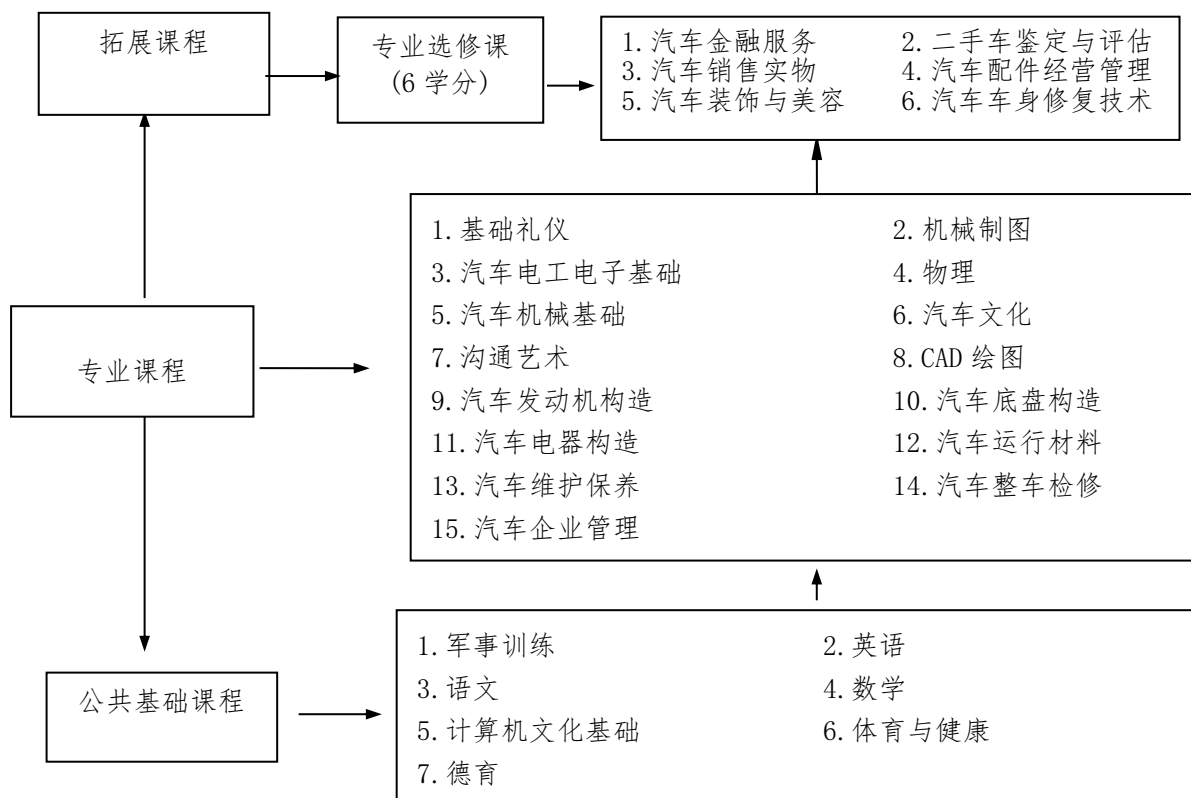 拓展课程
专业选修课
(6 学分)
1.汽车金融服务 2.二手车鉴定与评估
3.汽车销售实物 4.汽车配件经营管理
5.汽车装饰与美容 6.汽车车身修复技术
专业课程
1.基础礼仪 2.机械制图
3.汽车电工电子基础 4.物理
5.汽车机械基础 6.汽车文化
7.沟通艺术 8.CAD 绘图
9.汽车发动机构造 10.汽车底盘构造
11.汽车电器构造 12.汽车运行材料
13.汽车维护保养 14.汽车整车检修
15.汽车企业管理
公共基础课程
1.军事训练 2.英语
3.语文 4.数学
5.计算机文化基础 6.体育与健康
7.德育